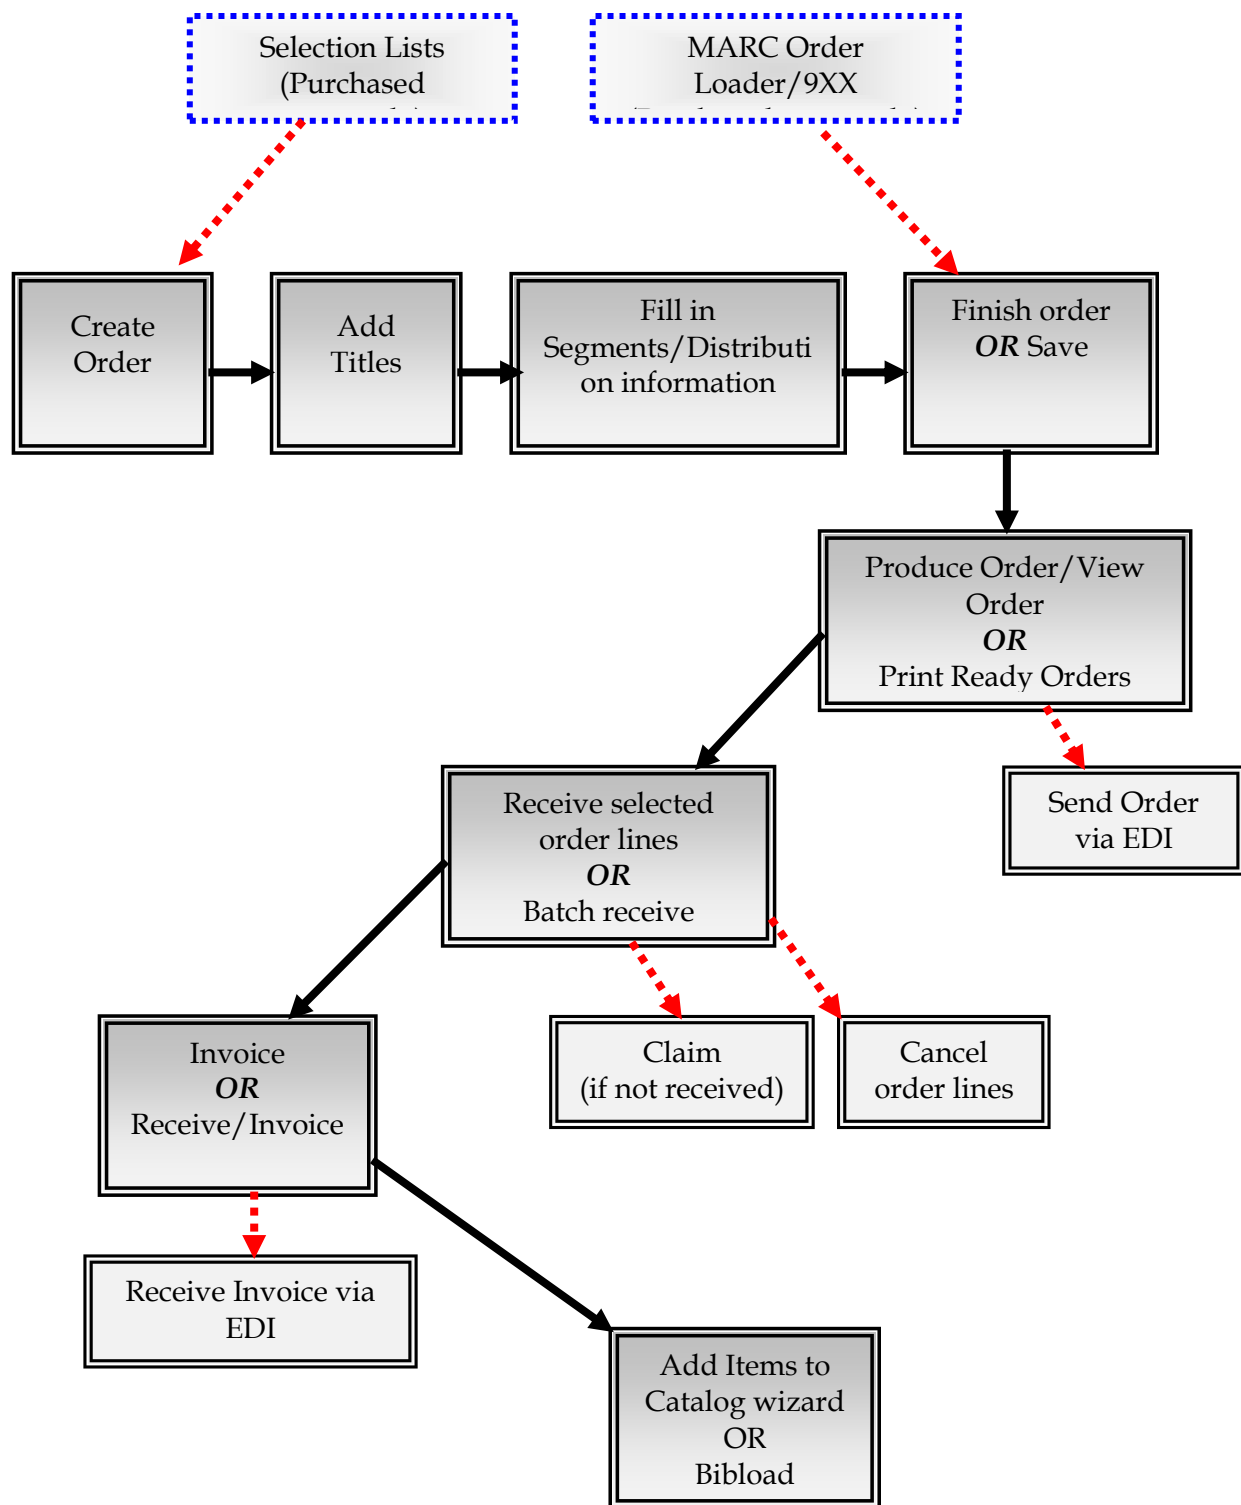 Selection Lists
(Purchased
MARC Order
Loader/9XX
Create
Order
Add
Titles
Fill in
Segments/Distributi
on information
Finish order
OR Save
Produce Order/View
Order
OR
Print Ready Orders
Receive selected
order lines
OR
Batch receive
Send Order
via EDI
Invoice
OR
Receive/Invoice
Claim
(if not received)
Cancel
order lines
Receive Invoice via
EDI
Add Items to
Catalog wizard
OR
Bibload